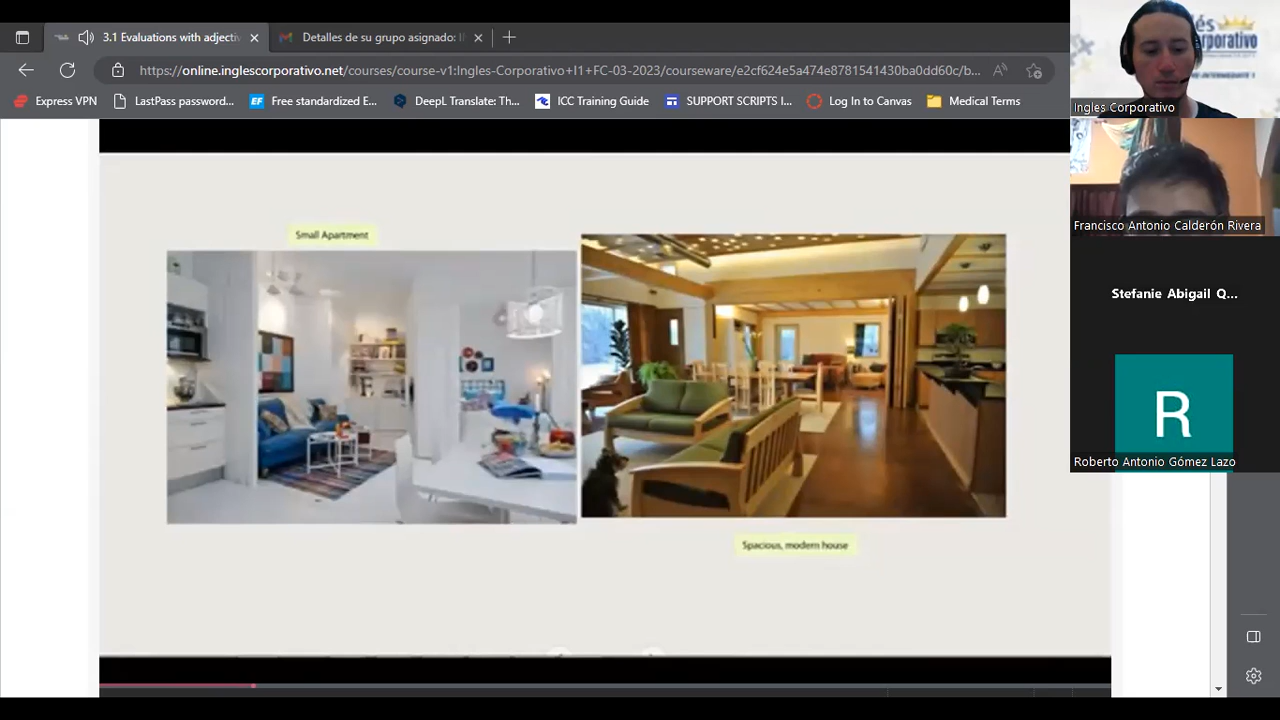 3.1 Evaluations with adjectiv
Detalles de su grupo asignado: I
https://online.inglescorporativo.net/courses/course-v1:Ingles-Corporativo+I1+FC-03-2023/courseware/e2cf624e5a474e8781541430ba0dd60c/b...
Express VPN
LastPass password...
EF Free standardized E...
DeepL Translate: Th...
ICC Training Guide
SUPPORT SCRIPTS I...
Log In to Canvas
Medical Terms
Small Apartment
Spacious, modern house
Ingles Corporativo
Francisco Antonio Calderón Rivera
Stefanie Abigail Q...
R
Roberto Antonio Gómez Lazo